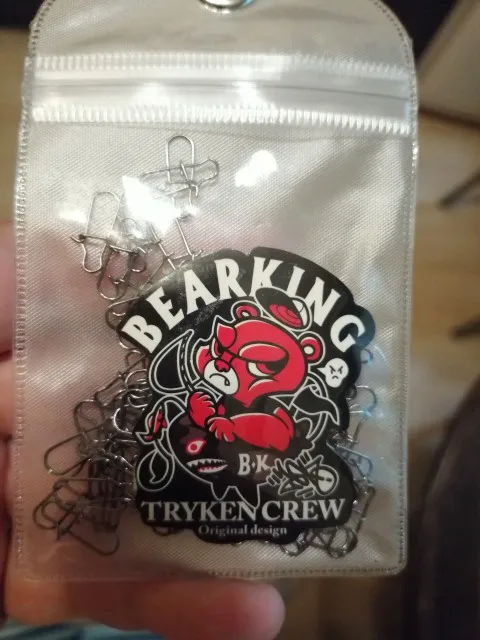 BEARKING
B·K
TRYKEN CREW
Original design